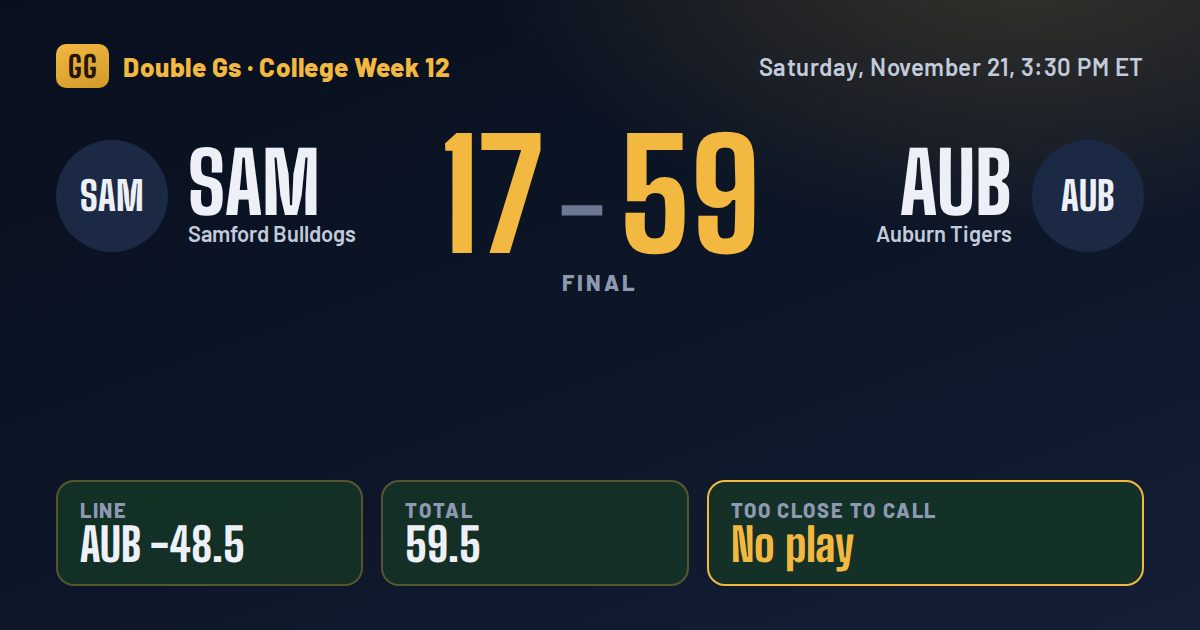 GG Double Gs · College Week 12
Saturday, November 21, 3:30 PM ET
SAM
SAM
Samford Bulldogs
17 – 59
FINAL
AUB
Auburn Tigers
AUB
LINE
AUB −48.5
TOTAL
59.5
TOO CLOSE TO CALL
No play